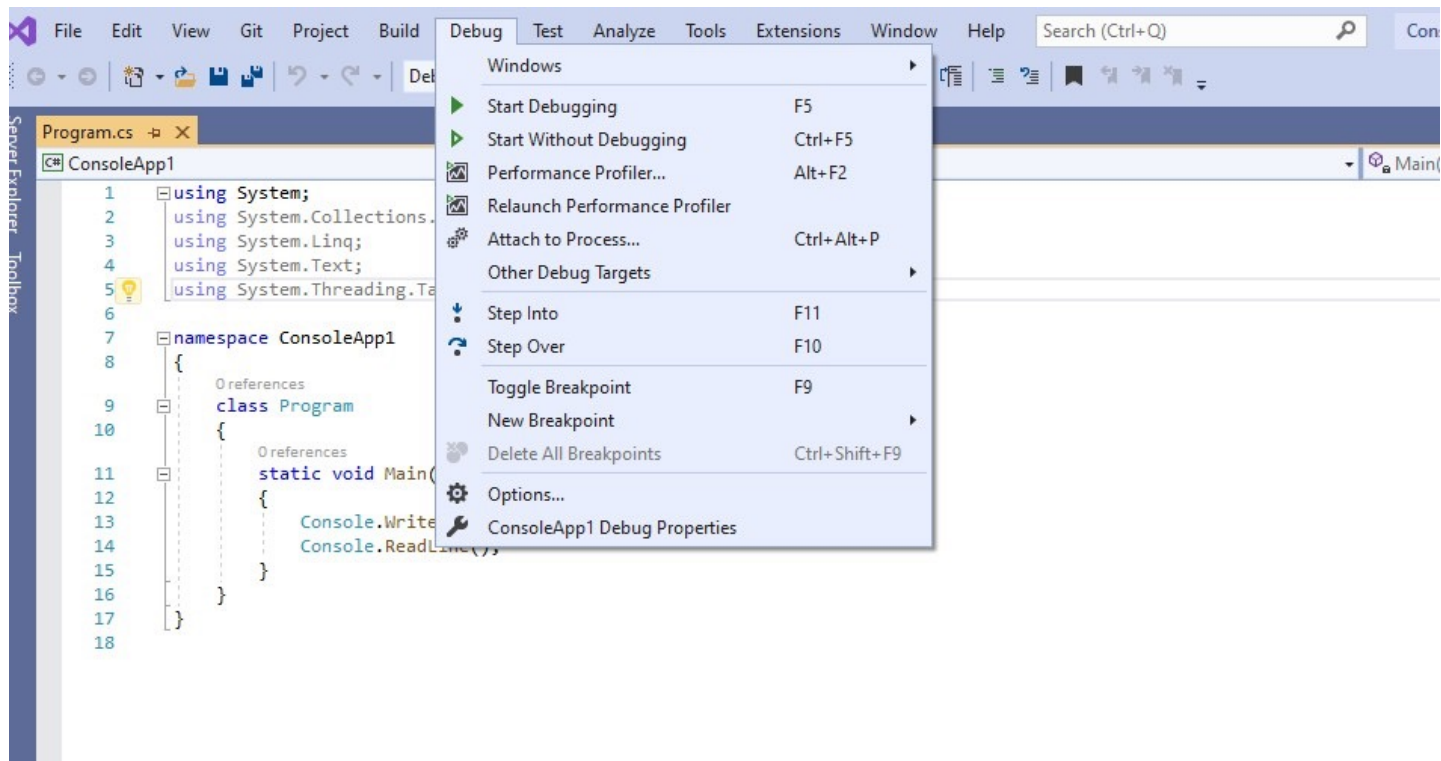 File Edit View Git Project Build Debug Test Analyze Tools Extensions Window Help Search (Ctrl+Q)
Windows
Start Debugging F5
Start Without Debugging Ctrl+F5
Performance Profiler... Alt+F2
Relaunch Performance Profiler
Attach to Process... Ctrl+Alt+P
Other Debug Targets
Step Into F11
Step Over F10
Toggle Breakpoint F9
New Breakpoint
Delete All Breakpoints Ctrl+Shift+F9
Options...
ConsoleApp1 Debug Properties
Server Explorer Toolbox
Program.cs
C# ConsoleApp1 Main(
1 using System;
2 using System.Collections.
3 using System.Linq;
4 using System.Text;
5 using System.Threading.Ta
6
7 namespace ConsoleApp1
8 {
0 references
9 class Program
10 {
0 references
11 static void Main(
12 {
13 Console.Write
14 Console.ReadLine();
15 }
16 }
17 }
18